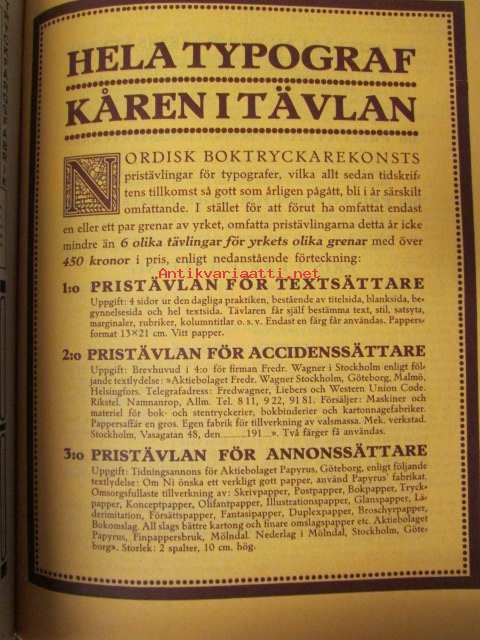 HELA TYPOGRAF
KÅREN I TÄVLAN
NORDISK BOKTRYCKAREKONSTS
pristävlingar för typografer, vilka allt sedan tidskrif-
tens tillkomst så gott som årligen pågått, bli i år särskilt
omfattande. I stället för att förut ha omfattat endast
en eller ett par grenar av yrket, omfatta pristävlingarna detta år icke
mindre än 6 olika tävlingar för yrkets olika grenar med över
450 kronor i pris, enligt nedanstående förteckning:
Antikvariaatti.net
1:o PRISTÄVLAN FÖR TEXTSÄTTARE
Uppgift: 4 sidor ur den dagliga praktiken, bestående av titelsida, blanksida, be-
gynnelsesida och hel textsida. Tävlaren får själf bestämma text, stil, satsyta,
marginaler, rubriker, kolumntitlar o. s. v. Endast en färg får användas. Pappers-
format 13×21 cm. Vitt papper.
2:o PRISTÄVLAN FÖR ACCIDENSSÄTTARE
Uppgift: Brevhuvud i 4:o för firman Fredr. Wagner i Stockholm enligt föl-
jande textlydelse: »Aktiebolaget Fredr. Wagner Stockholm, Göteborg, Malmö,
Helsingfors. Telegrafadress: Fredwagner, Liebers och Western Union Code.
Rikstel. Namnanrop, Allm. Tel. 8 11, 9 22, 91 81. Försäljer: Maskiner och
materiel för bok- och stentryckerier, bokbinderier och kartonnagefabriker.
Pappersaffär en gros. Egen fabrik för tillverkning av valsmassa. Mek. verkstad.
Stockholm, Vasagatan 48, den........191...». Två färger få användas.
3:o PRISTÄVLAN FÖR ANNONSSÄTTARE
Uppgift: Tidningsannons för Aktiebolaget Papyrus, Göteborg, enligt följande
textlydelse: Om Ni önska ett verkligt gott papper, använd Papyrus' fabrikat.
Omsorgsfullaste tillverkning av: Skrivpapper, Postpapper, Bokpapper, Tryck-
papper, Konceptpapper, Olifantpapper, Illustrationspapper, Glanspapper, Lä-
derimitation, Försättspapper, Fantasipapper, Duplexpapper, Broschyrpapper,
Bokomslag. All slags bättre kartong och finare omslagspapper etc. Aktiebolaget
Papyrus, Finpappersbruk, Mölndal. Nederlag i Mölndal, Stockholm, Göte-
borg». Storlek: 2 spalter, 10 cm. hög.